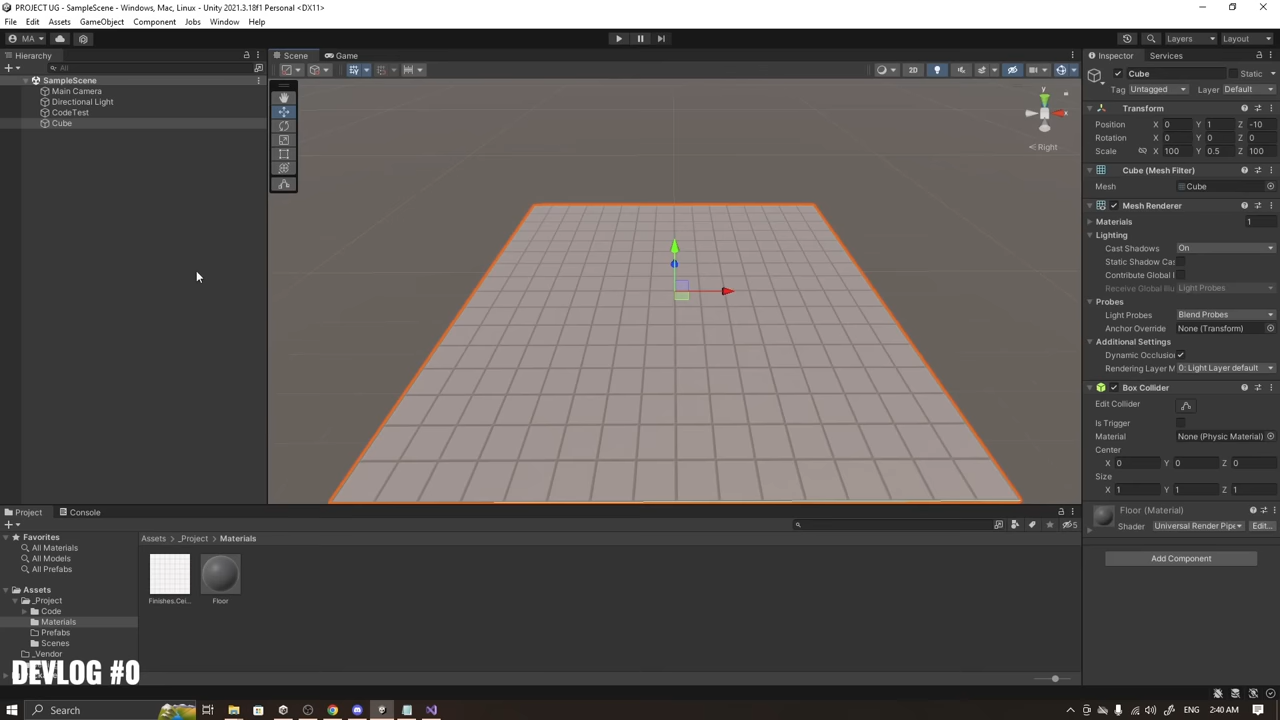 PROJECT UG - SampleScene - Windows, Mac, Linux - Unity 2021.3.18f1 Personal <DX11>
File Edit Assets GameObject Component Jobs Window Help
MA
Layers Layout
Hierarchy
All
SampleScene
Main Camera
Directional Light
CodeTest
Cube
Scene Game
2D
y
x
Right
Inspector Services
Cube Static
Tag Untagged Layer Default
Transform
Position X 0 Y 1 Z -10
Rotation X 0 Y 0 Z 0
Scale X 100 Y 0.5 Z 100
Cube (Mesh Filter)
Mesh Cube
Mesh Renderer
Materials 1
Lighting
Cast Shadows On
Static Shadow Cas
Contribute Global I
Receive Global Illu Light Probes
Probes
Light Probes Blend Probes
Anchor Override None (Transform)
Additional Settings
Dynamic Occlusion
Rendering Layer M 0: Light Layer default
Box Collider
Edit Collider
Is Trigger
Material None (Physic Material)
Center
X 0 Y 0 Z 0
Size
X 1 Y 1 Z 1
Floor (Material)
Shader Universal Render Pipe Edit...
Add Component
Project Console
5
Favorites
All Materials
All Models
All Prefabs
Assets
_Project
Code
Materials
Prefabs
Scenes
_Vendor
Assets _Project Materials
Finishes.Cei... Floor
DEVLOG #0
Search
ENG 2:40 AM